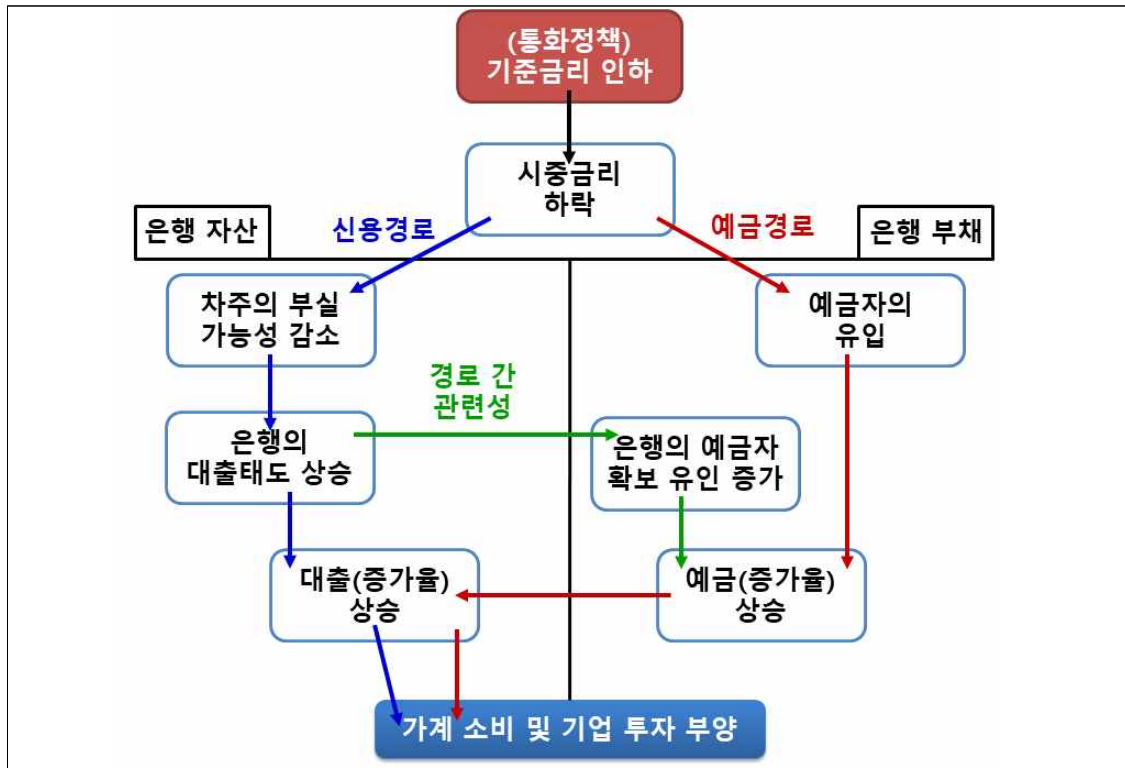 (통화정책)
기준금리 인하
시중금리
하락
은행 자산
신용경로
예금경로
은행 부채
차주의 부실
가능성 감소
예금자의
유입
경로 간
관련성
은행의
대출태도 상승
은행의 예금자
확보 유인 증가
대출(증가율)
상승
예금(증가율)
상승
가계 소비 및 기업 투자 부양